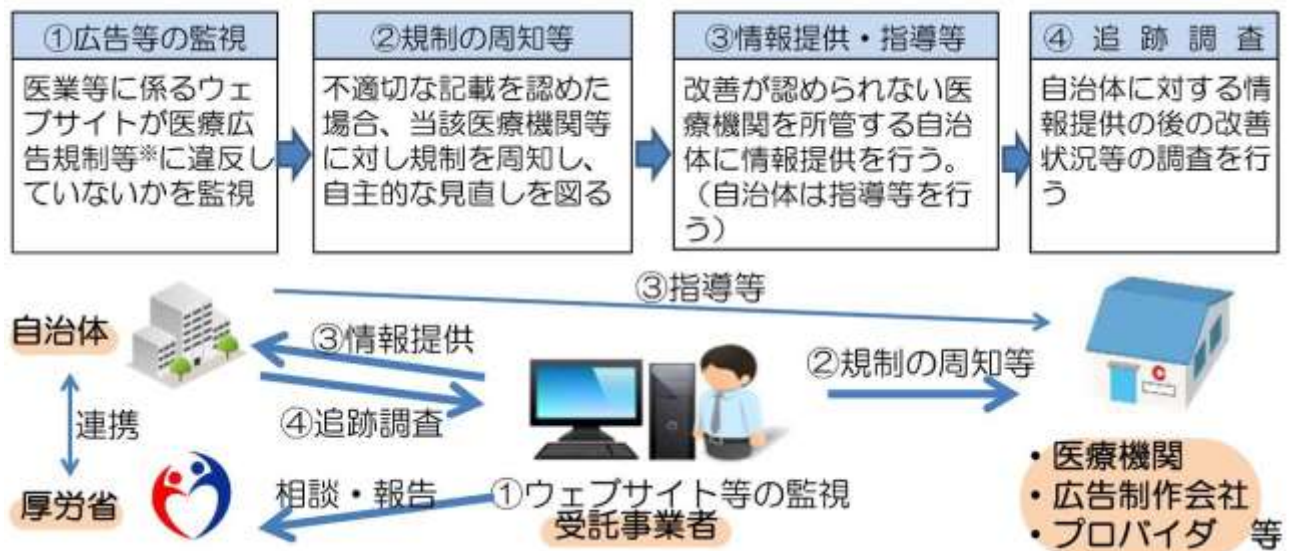 ①広告等の監視
医業等に係るウェ
ブサイトが医療広
告規制等※に違反し
ていないかを監視
②規制の周知等
不適切な記載を認めた
場合、当該医療機関等
に対し規制を周知し、
自主的な見直しを図る
③情報提供・指導等
改善が認められない医
療機関を所管する自治
体に情報提供を行う。
（自治体は指導等を行
う）
④ 追 跡 調 査
自治体に対する情
報提供の後の改善
状況等の調査を行
う
③指導等
自治体
③情報提供
②規制の周知等
④追跡調査
連携
厚労省
相談・報告
①ウェブサイト等の監視
受託事業者
・医療機関
・広告制作会社
・プロバイダ 等